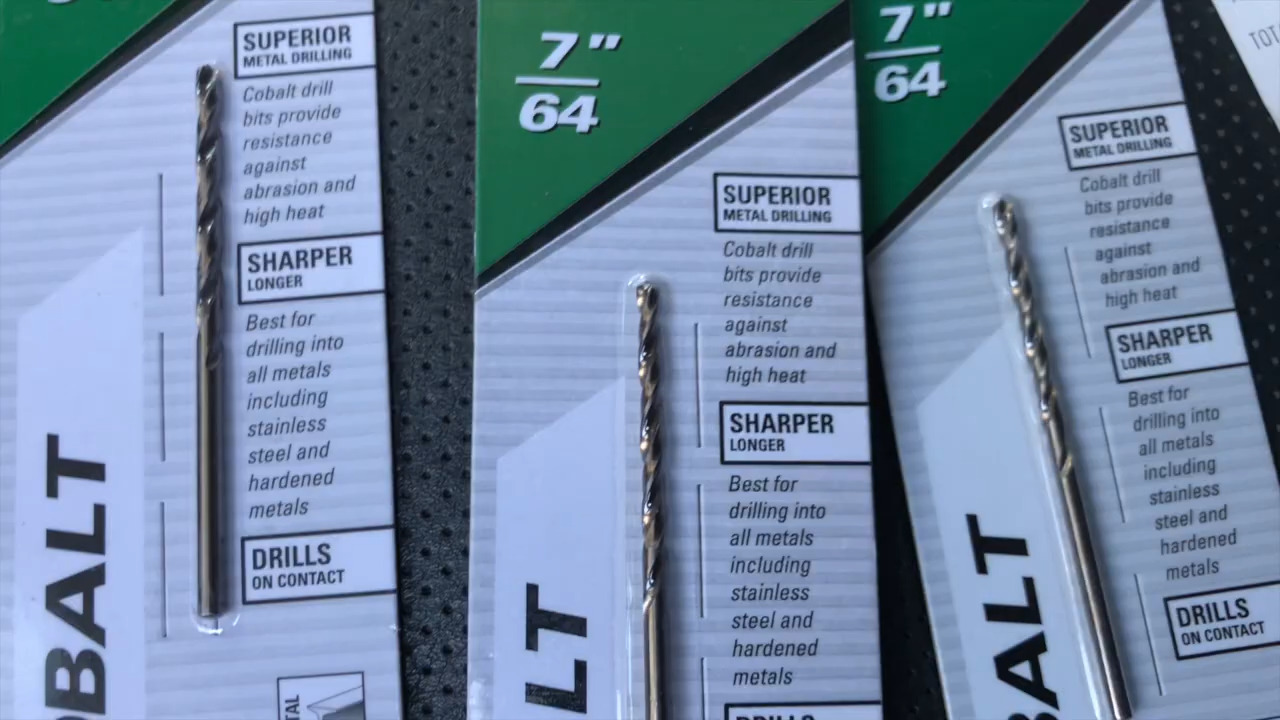 SUPERIOR
METAL DRILLING
Cobalt drill
bits provide
resistance
against
abrasion and
high heat
SHARPER
LONGER
Best for
drilling into
all metals
including
stainless
steel and
hardened
metals
DRILLS
ON CONTACT
BALT
TAL
7"
64
SUPERIOR
METAL DRILLING
Cobalt drill
bits provide
resistance
against
abrasion and
high heat
SHARPER
LONGER
Best for
drilling into
all metals
including
stainless
steel and
hardened
metals
DRILLS
LT
7"
64
SUPERIOR
METAL DRILLING
Cobalt drill
bits provide
resistance
against
abrasion and
high heat
SHARPER
LONGER
Best for
drilling into
all metals
including
stainless
steel and
hardened
metals
DRILLS
ON CONTACT
BALT
TOT